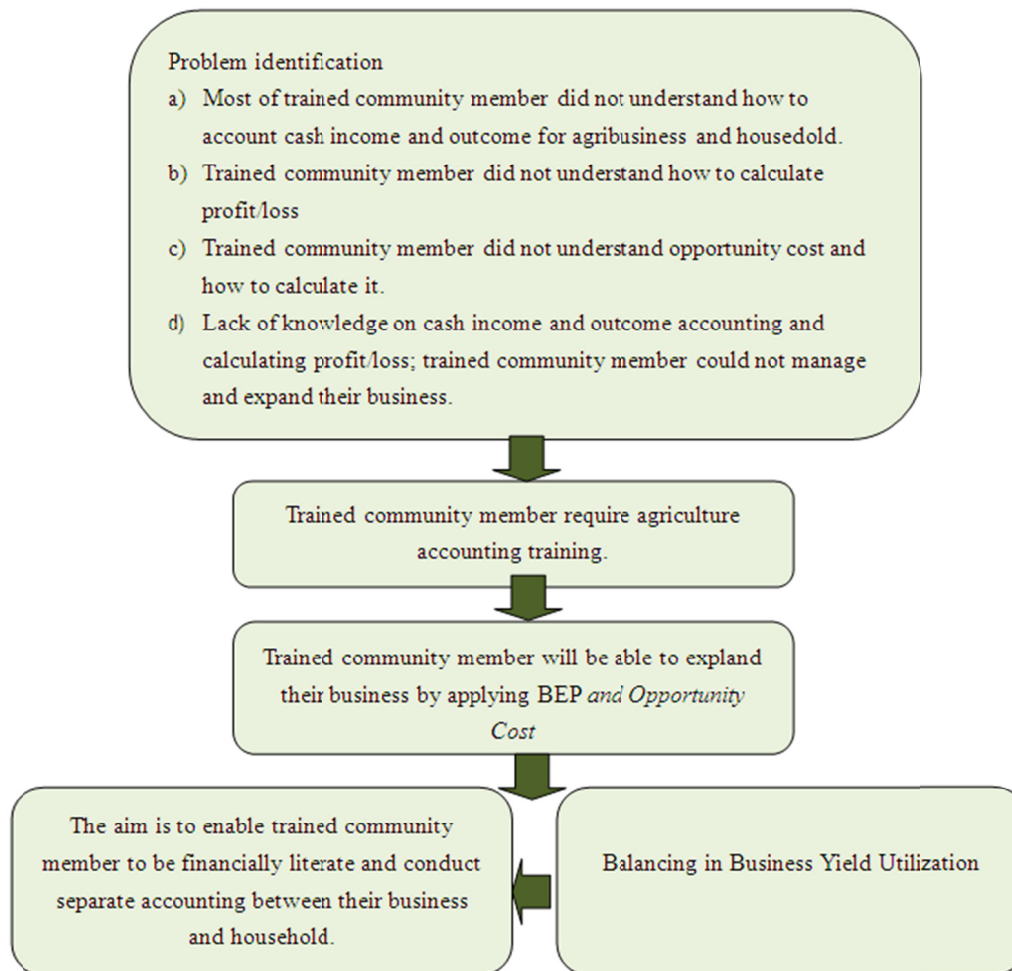 Problem identification
a) Most of trained community member did not understand how to
account cash income and outcome for agribusiness and housedold.
b) Trained community member did not understand how to calculate
profit/loss
c) Trained community member did not understand opportunity cost and
how to calculate it.
d) Lack of knowledge on cash income and outcome accounting and
calculating profit/loss; trained community member could not manage
and expand their business.
Trained community member require agriculture
accounting training.
Trained community member will be able to expland
their business by applying BEP and Opportunity
Cost
The aim is to enable trained community
member to be financially literate and conduct
separate accounting between their business
and household.
Balancing in Business Yield Utilization